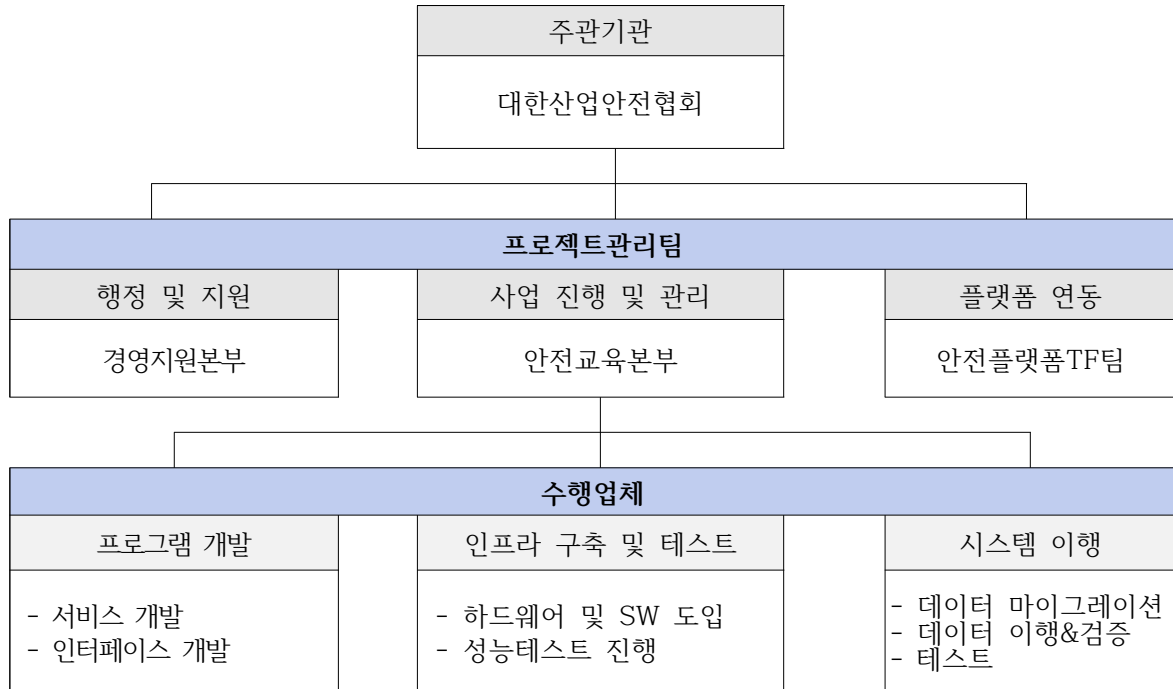 주관기관
대한산업안전협회
프로젝트관리팀
행정 및 지원
경영지원본부
사업 진행 및 관리
안전교육본부
플랫폼 연동
안전플랫폼TF팀
수행업체
프로그램 개발
- 서비스 개발
- 인터페이스 개발
인프라 구축 및 테스트
- 하드웨어 및 SW 도입
- 성능테스트 진행
시스템 이행
- 데이터 마이그레이션
- 데이터 이행&검증
- 테스트